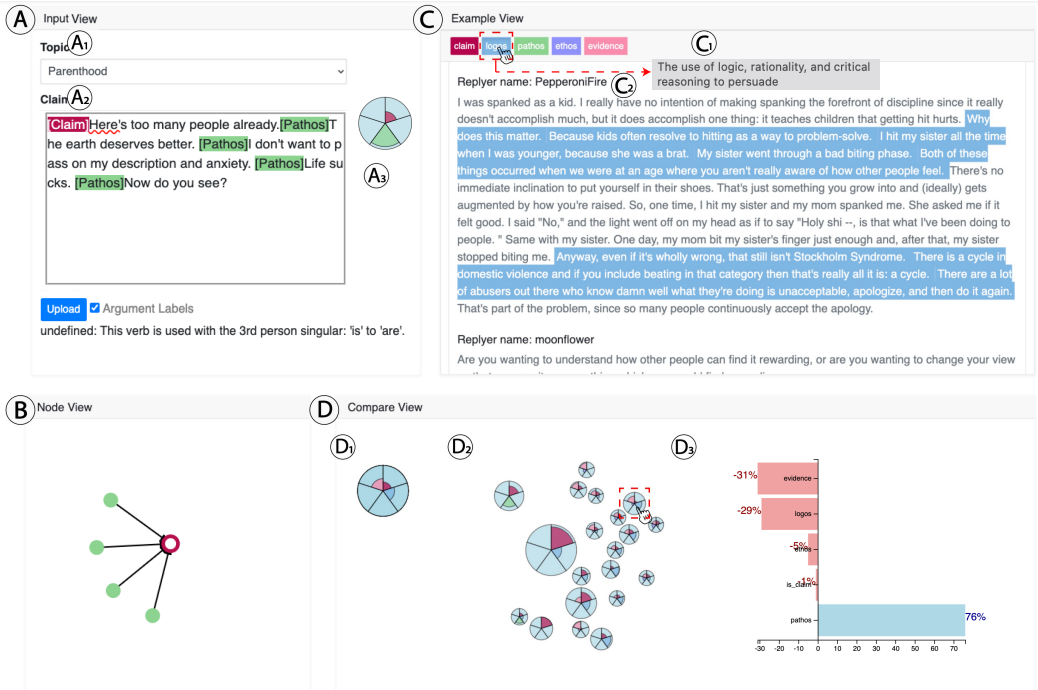 A Input View
Topic A1
Parenthood
Claim A2
[Claim]Here's too many people already.[Pathos]T
he earth deserves better. [Pathos]I don't want to p
ass on my description and anxiety. [Pathos]Life su
cks. [Pathos]Now do you see?
A3
Upload Argument Labels
undefined: This verb is used with the 3rd person singular: 'is' to 'are'.
C Example View
claim logos pathos ethos evidence
C1
The use of logic, rationality, and critical
reasoning to persuade
Replyer name: PepperoniFire C2
I was spanked as a kid. I really have no intention of making spanking the forefront of discipline since it really
doesn't accomplish much, but it does accomplish one thing: it teaches children that getting hit hurts. Why
does this matter. Because kids often resolve to hitting as a way to problem-solve. I hit my sister all the time
when I was younger, because she was a brat. My sister went through a bad biting phase. Both of these
things occurred when we were at an age where you aren't really aware of how other people feel. There's no
immediate inclination to put yourself in their shoes. That's just something you grow into and (ideally) gets
augmented by how you're raised. So, one time, I hit my sister and my mom spanked me. She asked me if it
felt good. I said "No," and the light went off on my head as if to say "Holy shi --, is that what I've been doing to
people. " Same with my sister. One day, my mom bit my sister's finger just enough and, after that, my sister
stopped biting me. Anyway, even if it's wholly wrong, that still isn't Stockholm Syndrome. There is a cycle in
domestic violence and if you include beating in that category then that's really all it is: a cycle. There are a lot
of abusers out there who know damn well what they're doing is unacceptable, apologize, and then do it again.
That's part of the problem, since so many people continuously accept the apology.
Replyer name: moonflower
Are you wanting to understand how other people can find it rewarding, or are you wanting to change your view
B Node View
D Compare View
D1 D2 D3
-31% evidence
-29% logos
-5% ethos
-1% is_claim
pathos 76%
-30 -20 -10 0 10 20 30 40 50 60 70